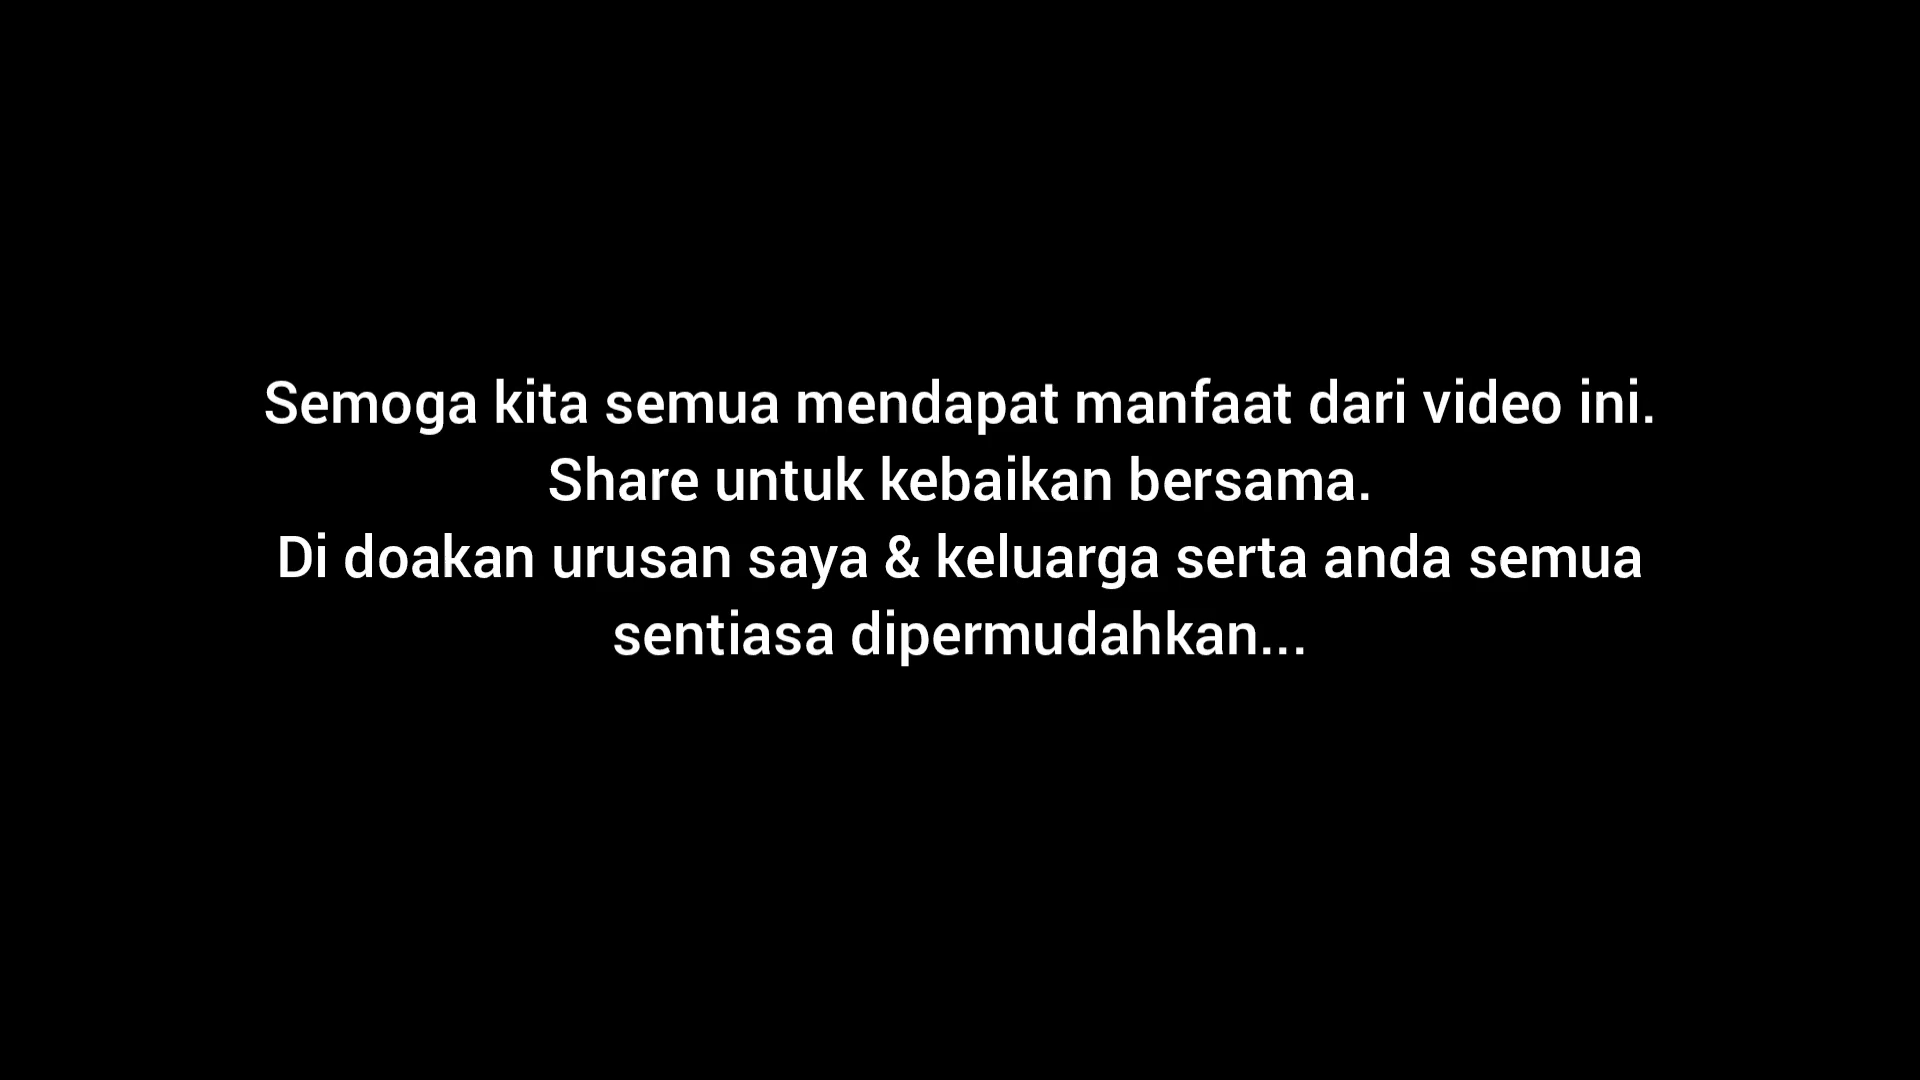 Semoga kita semua mendapat manfaat dari video ini.
Share untuk kebaikan bersama.
Di doakan urusan saya & keluarga serta anda semua
sentiasa dipermudahkan...